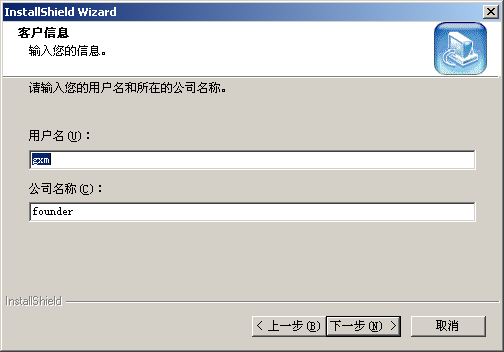 InstallShield Wizard
客户信息
输入您的信息。
请输入您的用户名和所在的公司名称。
用户名(U)：
gxm
公司名称(C)：
founder
InstallShield
< 上一步(B) 下一步(N) > 取消